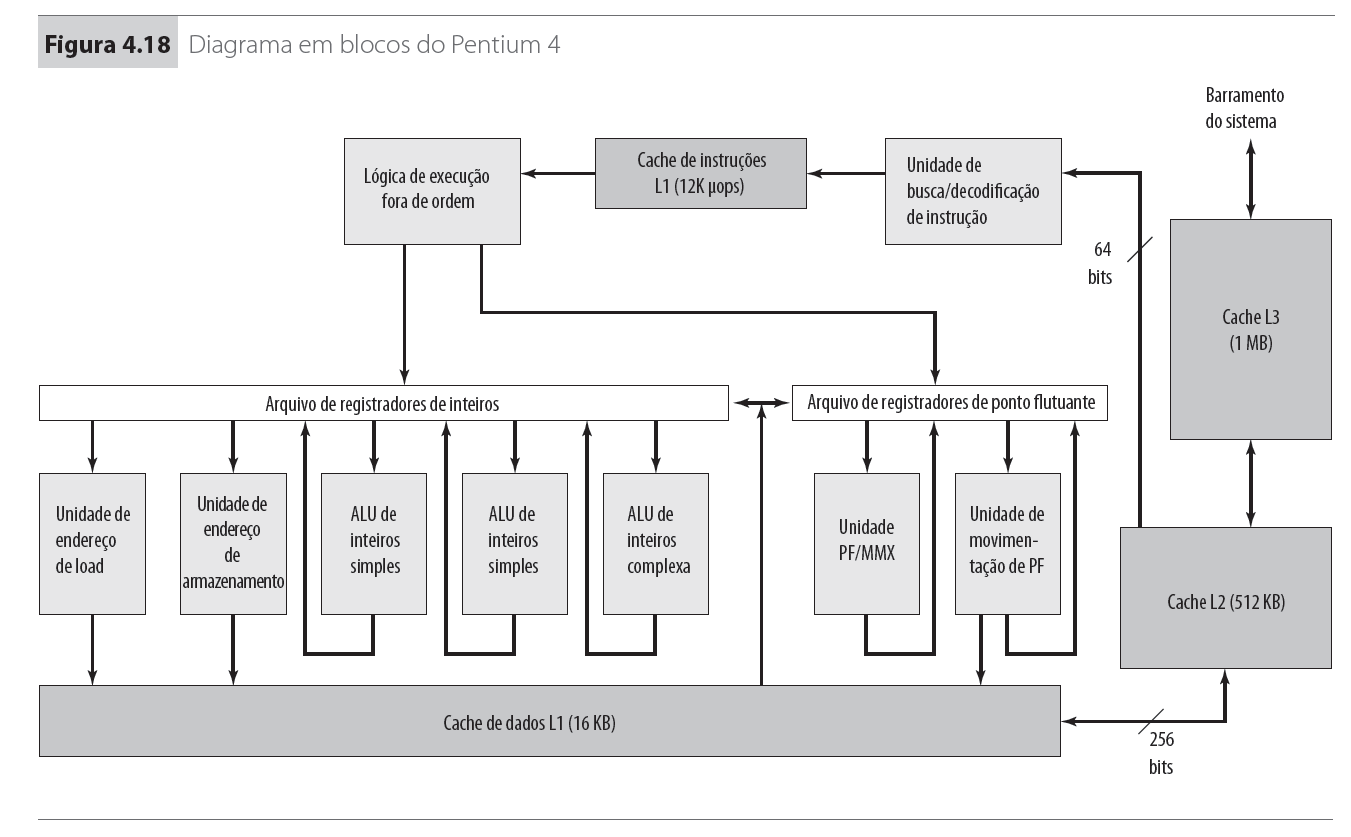 Figura 4.18 Diagrama em blocos do Pentium 4
Barramento
do sistema
Lógica de execução
fora de ordem
Cache de instruções
L1 (12K µops)
Unidade de
busca/decodificação
de instrução
64
bits
Cache L3
(1 MB)
Arquivo de registradores de inteiros
Arquivo de registradores de ponto flutuante
Unidade de
endereço
de load
Unidade de
endereço
de
armazenamento
ALU de
inteiros
simples
ALU de
inteiros
simples
ALU de
inteiros
complexa
Unidade
PF/MMX
Unidade de
movimen-
tação de PF
Cache L2 (512 KB)
Cache de dados L1 (16 KB)
256
bits